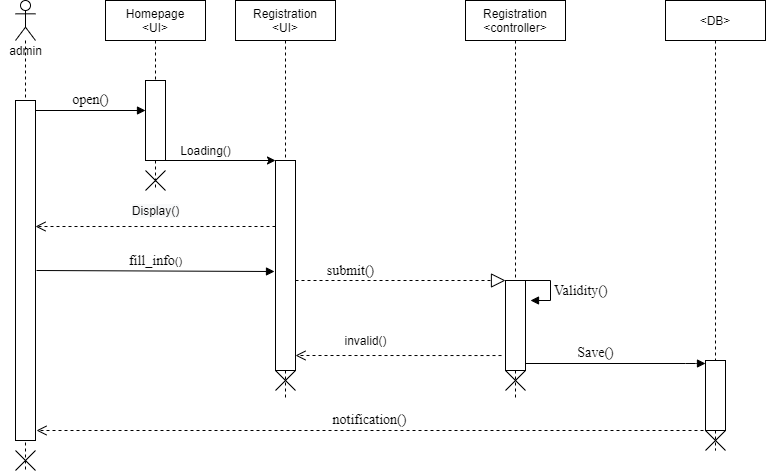 Homepage
<UI>
Registration
<UI>
Registration
<controller>
<DB>
admin
open()
Loading()
Display()
fill_info()
submit()
Validity()
invalid()
Save()
notification()